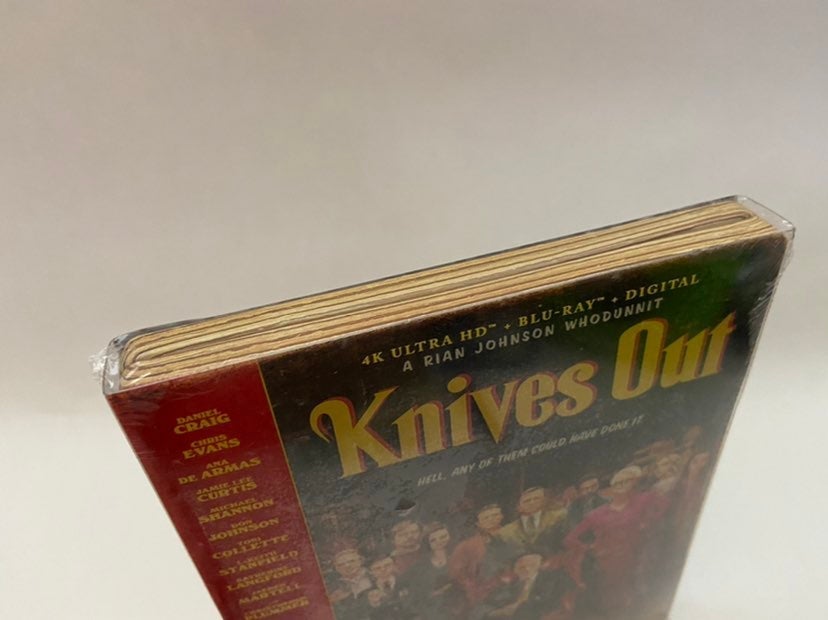 4K ULTRA HD™ + BLU-RAY™ + DIGITAL
A RIAN JOHNSON WHODUNNIT
Knives Out
HELL, ANY OF THEM COULD HAVE DONE IT
DANIEL
CRAIG
CHRIS
EVANS
ANA
DE ARMAS
JAMIE LEE
CURTIS
MICHAEL
SHANNON
DON
JOHNSON
TONI
COLLETTE
LAKEITH
STANFIELD
KATHERINE
LANGFORD
JAEDEN
MARTELL
CHRISTOPHER
PLUMMER